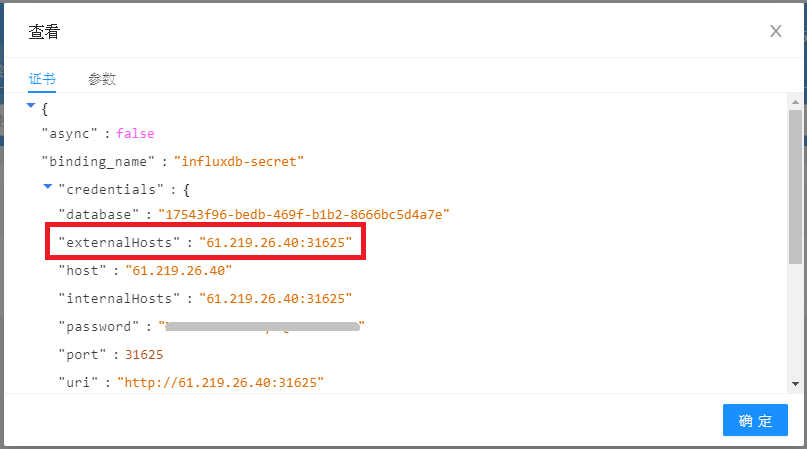 查看
证书 参数
{
"async" : false
"binding_name" : "influxdb-secret"
"credentials" : {
"database" : "17543f96-bedb-469f-b1b2-8666bc5d4a7e"
"externalHosts" : "61.219.26.40:31625"
"host" : "61.219.26.40"
"internalHosts" : "61.219.26.40:31625"
"password" : "
"port" : 31625
"uri" : "http://61.219.26.40:31625"
确 定